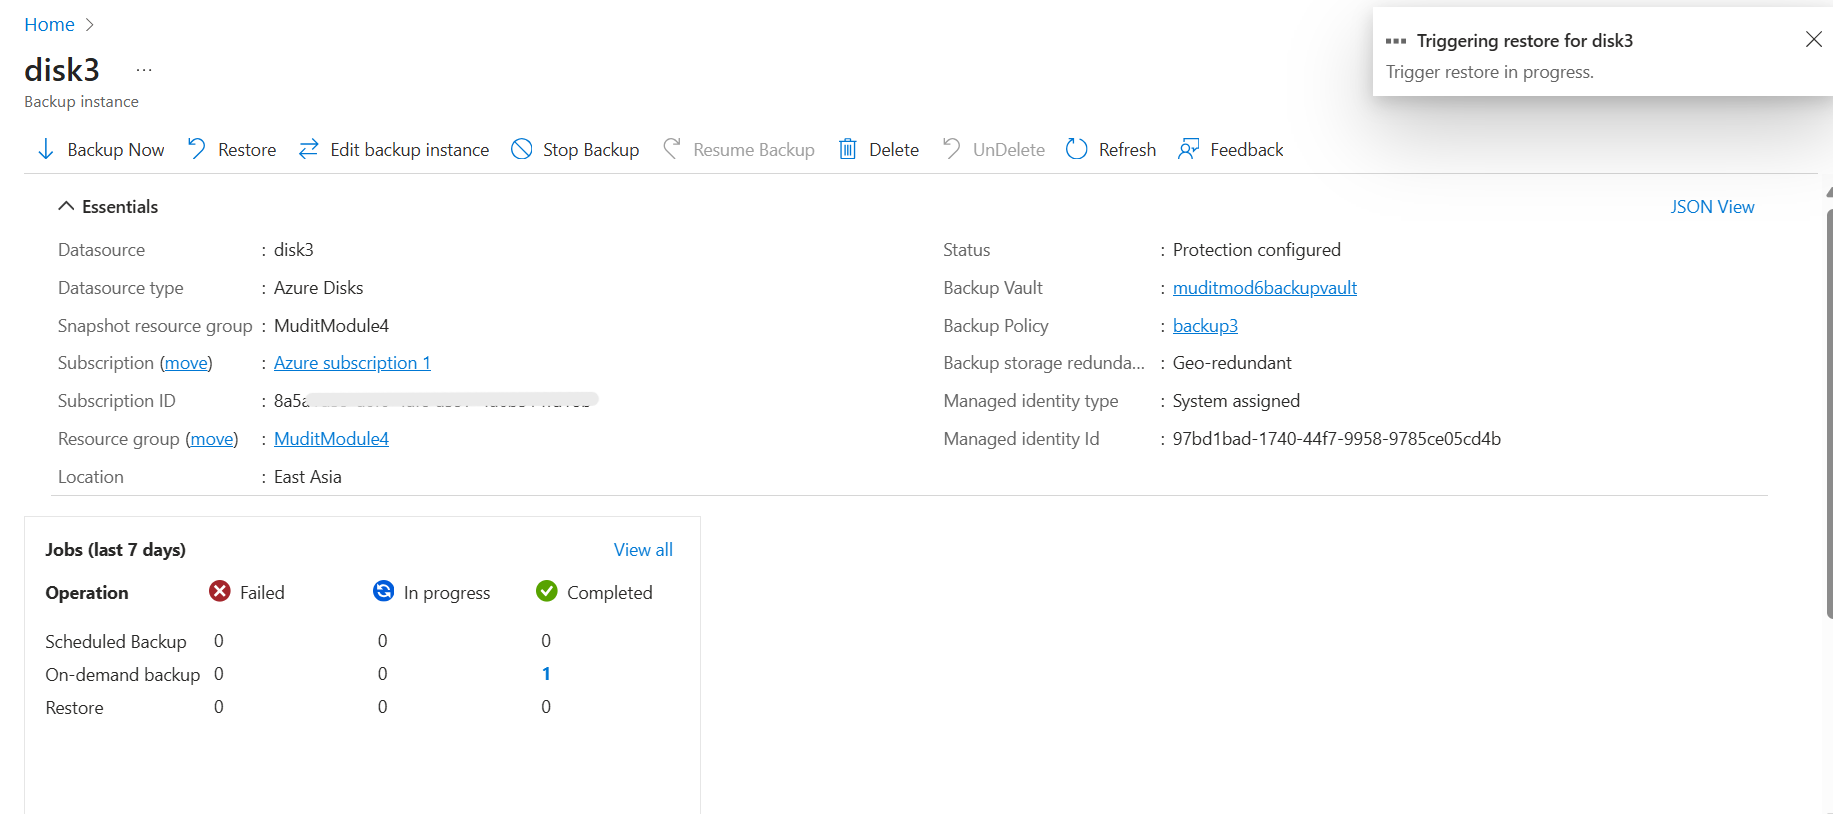 Home >
disk3 ...
Backup instance
Triggering restore for disk3
Trigger restore in progress.
Backup Now Restore Edit backup instance Stop Backup Resume Backup Delete UnDelete Refresh Feedback
Essentials JSON View
Datasource : disk3
Datasource type : Azure Disks
Snapshot resource group : MuditModule4
Subscription (move) : Azure subscription 1
Subscription ID : 8a5a
Resource group (move) : MuditModule4
Location : East Asia
Status : Protection configured
Backup Vault : muditmod6backupvault
Backup Policy : backup3
Backup storage redunda... : Geo-redundant
Managed identity type : System assigned
Managed identity Id : 97bd1bad-1740-44f7-9958-9785ce05cd4b
Jobs (last 7 days) View all
Operation Failed In progress Completed
Scheduled Backup 0 0 0
On-demand backup 0 0 1
Restore 0 0 0